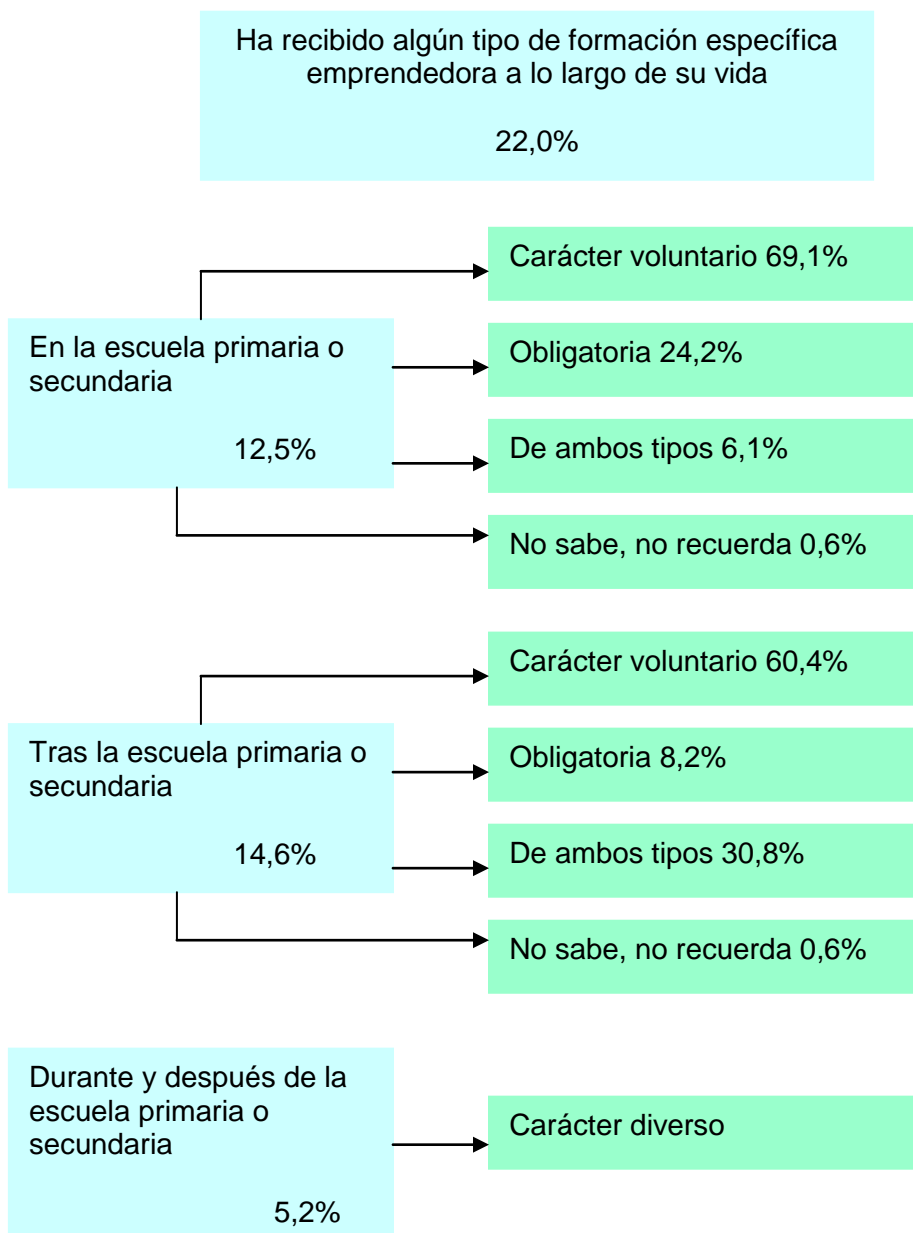 Ha recibido algún tipo de formación específica
emprendedora a lo largo de su vida
22,0%
En la escuela primaria o
secundaria
12,5%
Carácter voluntario 69,1%
Obligatoria 24,2%
De ambos tipos 6,1%
No sabe, no recuerda 0,6%
Tras la escuela primaria o
secundaria
14,6%
Carácter voluntario 60,4%
Obligatoria 8,2%
De ambos tipos 30,8%
No sabe, no recuerda 0,6%
Durante y después de la
escuela primaria o
secundaria
5,2%
Carácter diverso